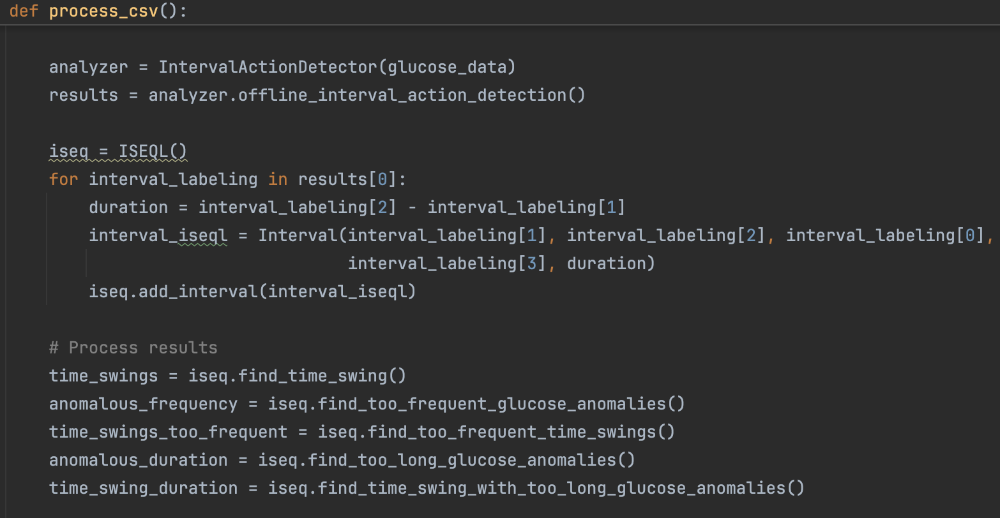 def process_csv():
analyzer = IntervalActionDetector(glucose_data)
results = analyzer.offline_interval_action_detection()
iseq = ISEQL()
for interval_labeling in results[0]:
duration = interval_labeling[2] - interval_labeling[1]
interval_iseql = Interval(interval_labeling[1], interval_labeling[2], interval_labeling[0],
interval_labeling[3], duration)
iseq.add_interval(interval_iseql)
# Process results
time_swings = iseq.find_time_swing()
anomalous_frequency = iseq.find_too_frequent_glucose_anomalies()
time_swings_too_frequent = iseq.find_too_frequent_time_swings()
anomalous_duration = iseq.find_too_long_glucose_anomalies()
time_swing_duration = iseq.find_time_swing_with_too_long_glucose_anomalies()